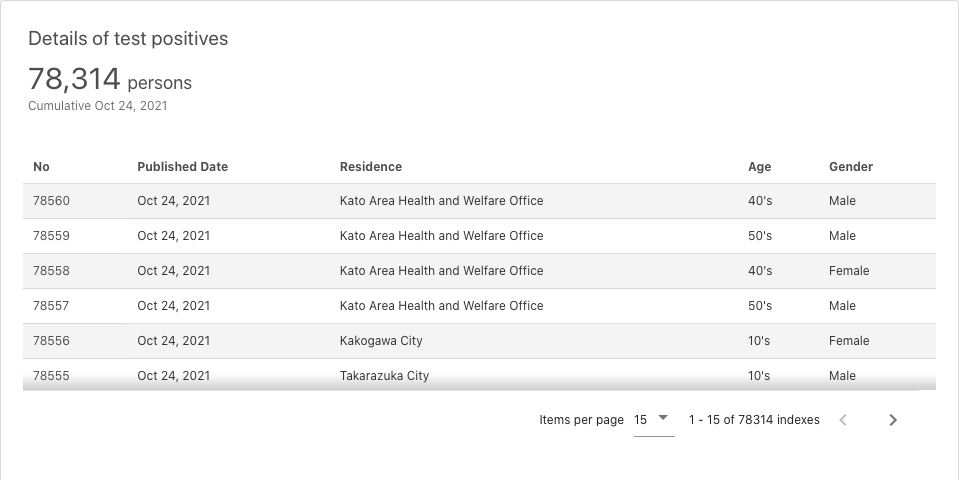 Details of test positives
78,314 persons
Cumulative Oct 24, 2021
No Published Date Residence Age Gender
78560 Oct 24, 2021 Kato Area Health and Welfare Office 40's Male
78559 Oct 24, 2021 Kato Area Health and Welfare Office 50's Male
78558 Oct 24, 2021 Kato Area Health and Welfare Office 40's Female
78557 Oct 24, 2021 Kato Area Health and Welfare Office 50's Male
78556 Oct 24, 2021 Kakogawa City 10's Female
78555 Oct 24, 2021 Takarazuka City 10's Male
Items per page 15 1 - 15 of 78314 indexes